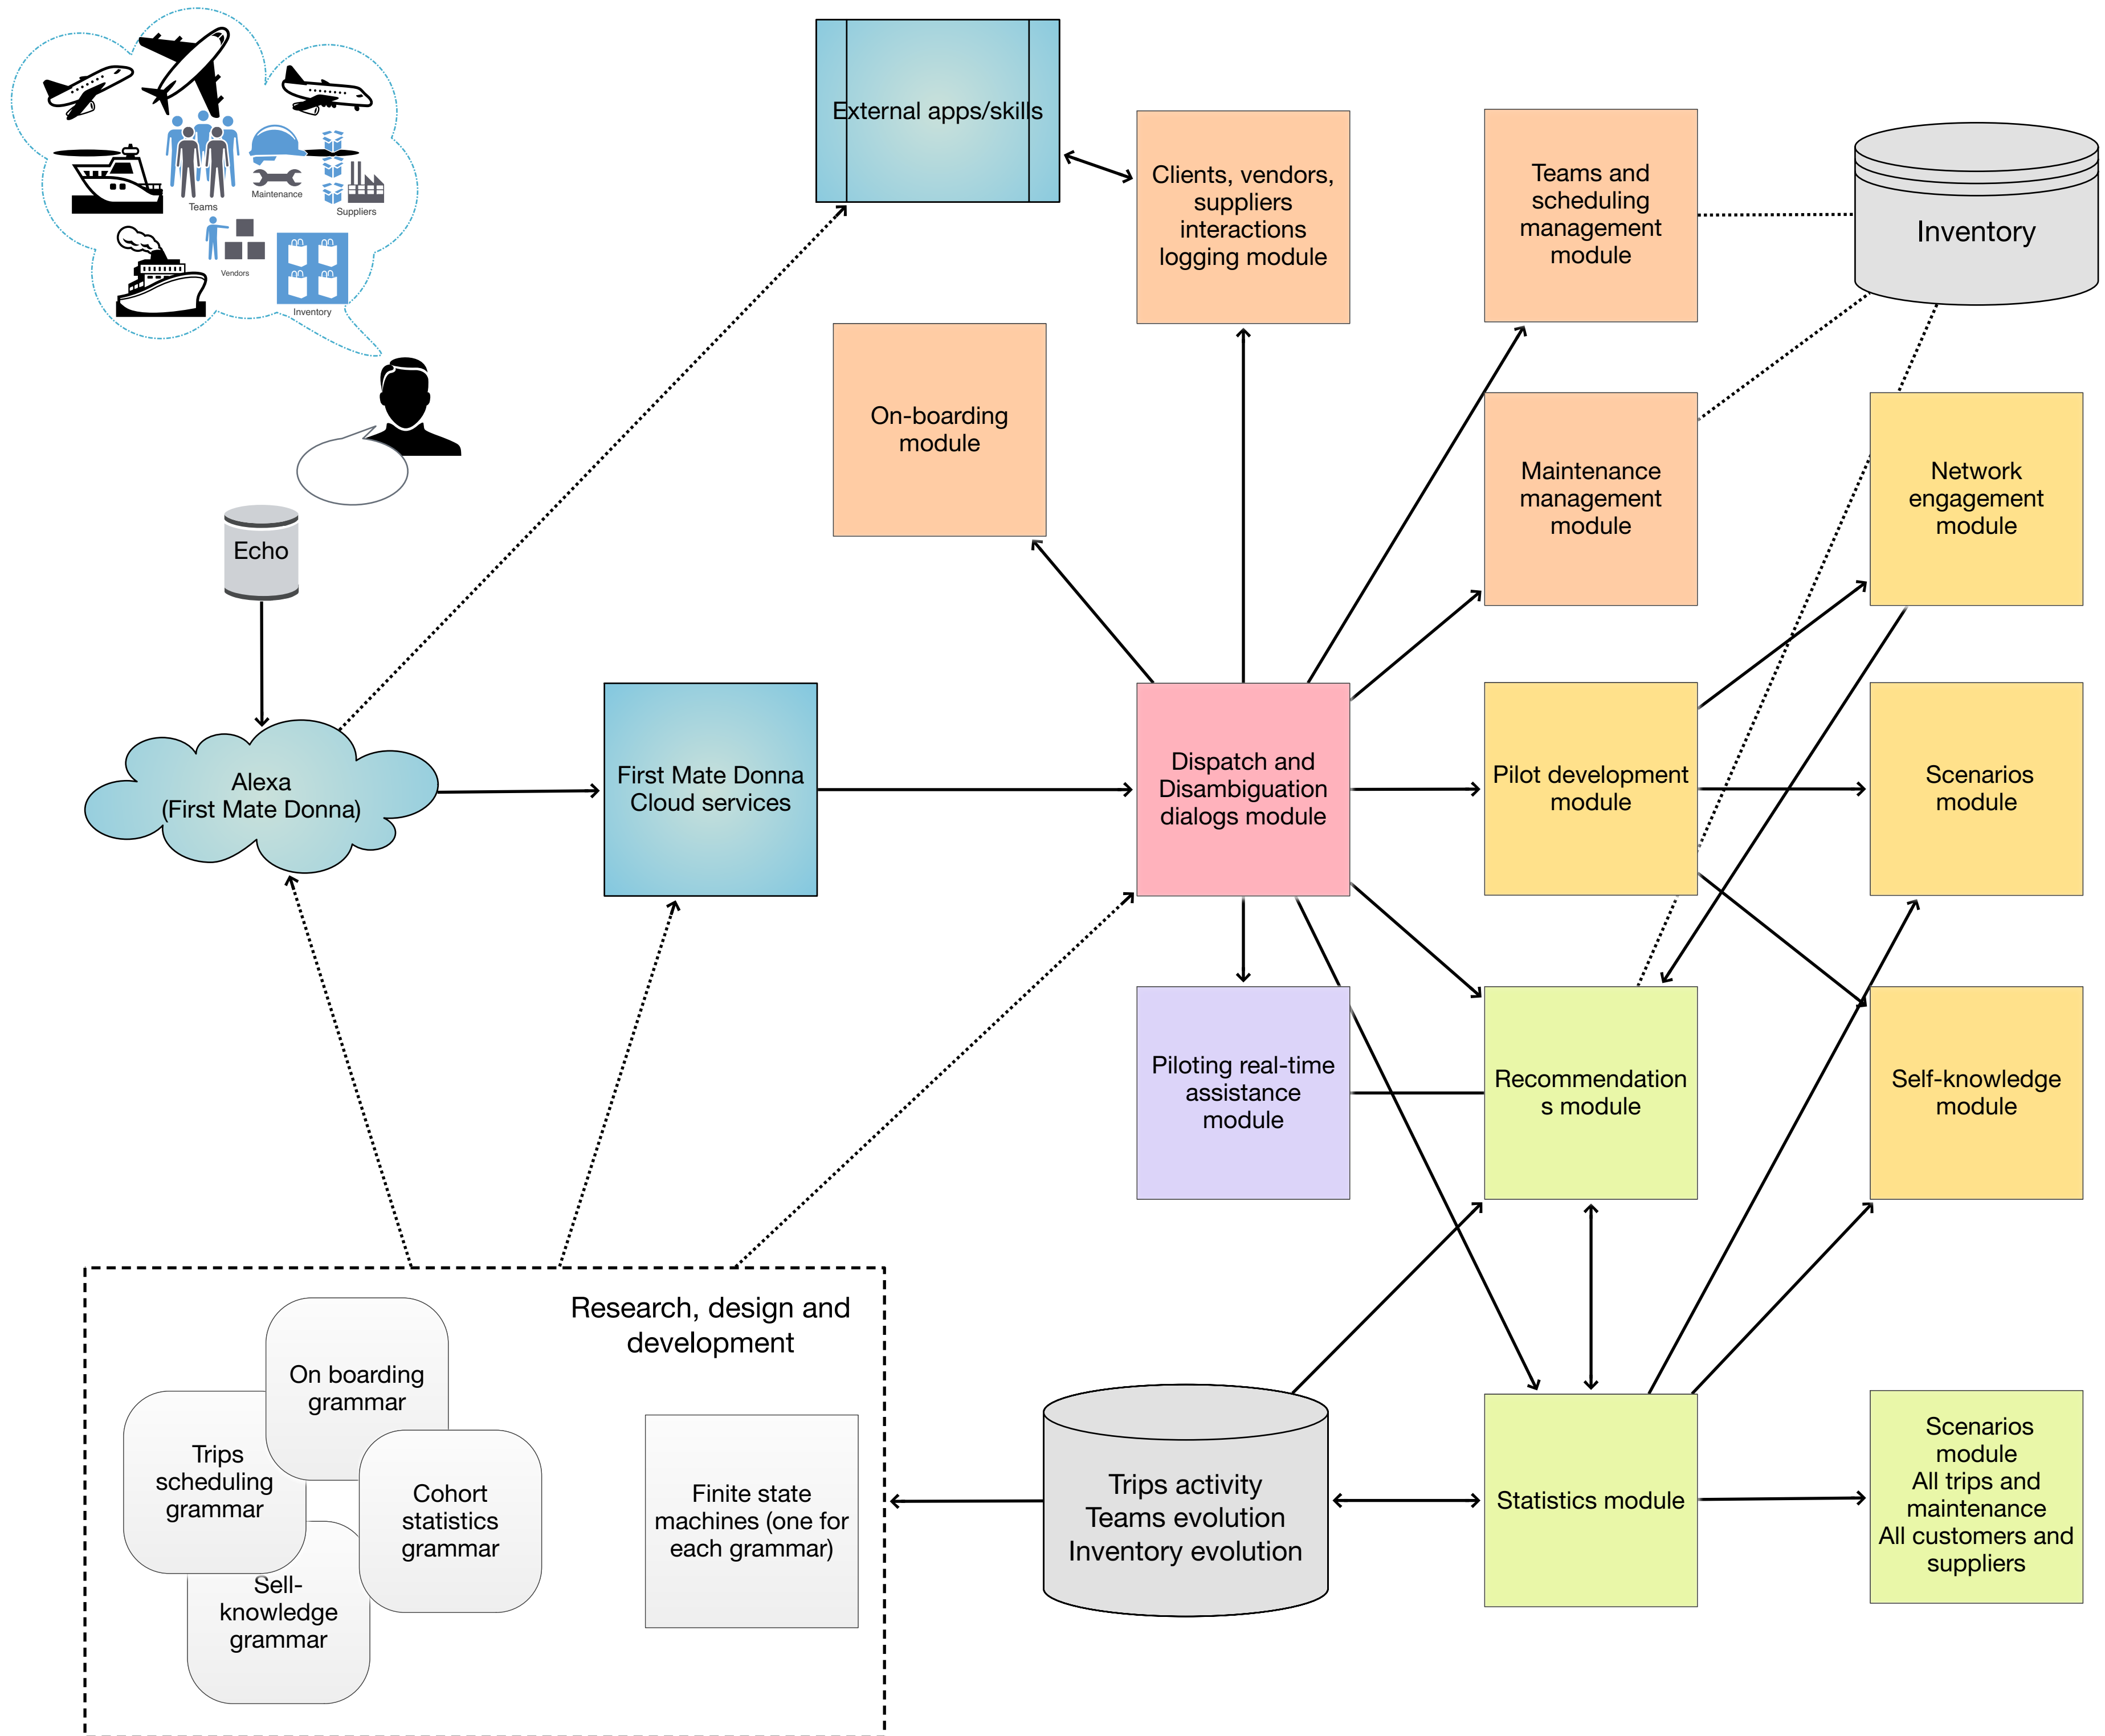 Teams
Maintenance
Suppliers
Vendors
Inventory
Echo
Alexa
(First Mate Donna)
First Mate Donna
Cloud services
External apps/skills
Clients, vendors,
suppliers
interactions
logging module
Teams and
scheduling
management
module
Inventory
On-boarding
module
Maintenance
management
module
Network
engagement
module
Dispatch and
Disambiguation
dialogs module
Pilot development
module
Scenarios
module
Piloting real-time
assistance
module
Recommendation
s module
Self-knowledge
module
Research, design and
development
On boarding
grammar
Trips
scheduling
grammar
Cohort
statistics
grammar
Sell-
knowledge
grammar
Finite state
machines (one for
each grammar)
Trips activity
Teams evolution
Inventory evolution
Statistics module
Scenarios
module
All trips and
maintenance
All customers and
suppliers